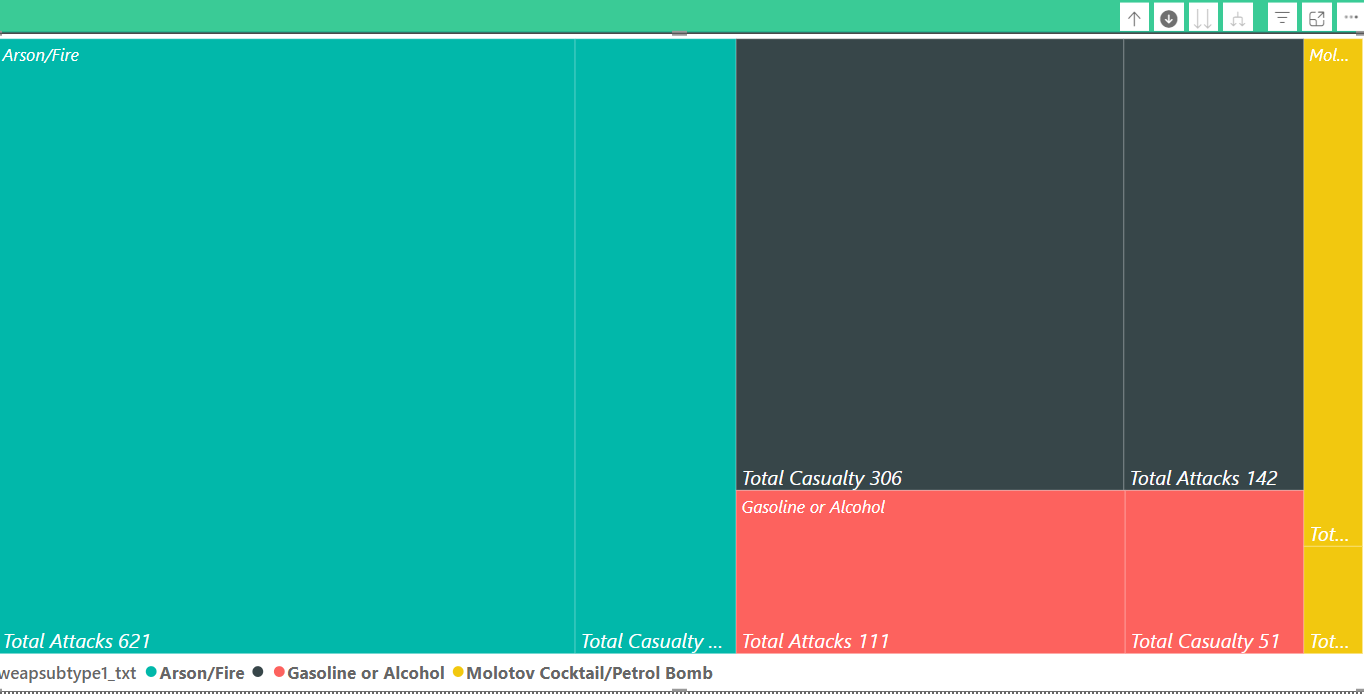 Arson/Fire
Mol...
Total Casualty 306
Total Attacks 142
Gasoline or Alcohol
Tot...
Total Attacks 621
Total Casualty ...
Total Attacks 111
Total Casualty 51
Tot...
weapsubtype1_txt Arson/Fire Gasoline or Alcohol Molotov Cocktail/Petrol Bomb